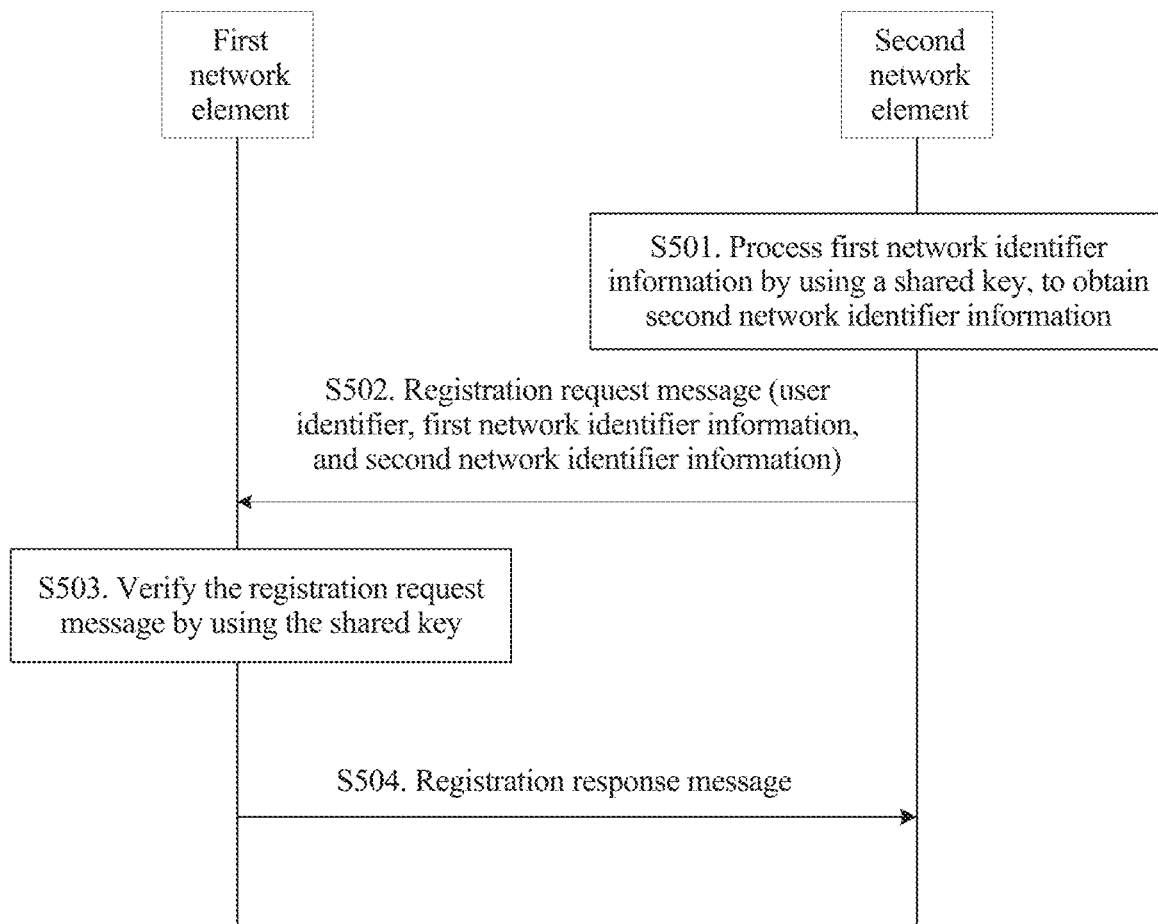 First
network
element
Second
network
element
S501. Process first network identifier
information by using a shared key, to obtain
second network identifier information
S502. Registration request message (user
identifier, first network identifier information,
and second network identifier information)
S503. Verify the registration request
message by using the shared key
S504. Registration response message